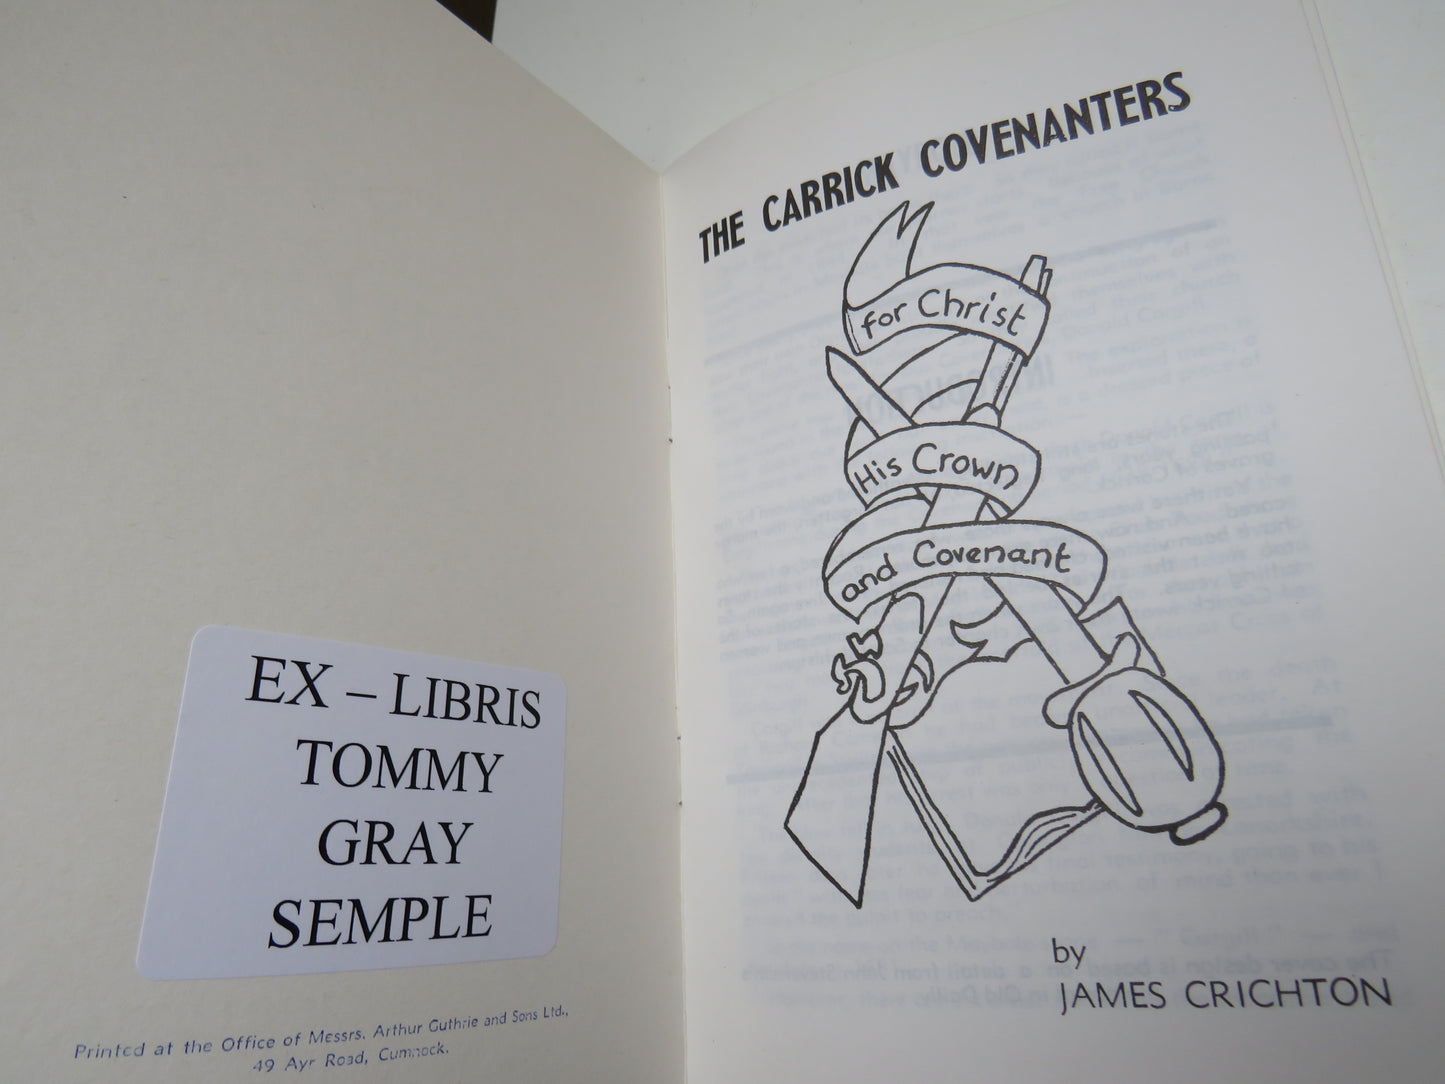 EX – LIBRIS
TOMMY
GRAY
SEMPLE
Printed at the Office of Messrs. Arthur Guthrie and Sons Ltd.,
49 Ayr Road, Cumnock.
THE CARRICK COVENANTERS
for Christ
His Crown
and Covenant
by
JAMES CRICHTON